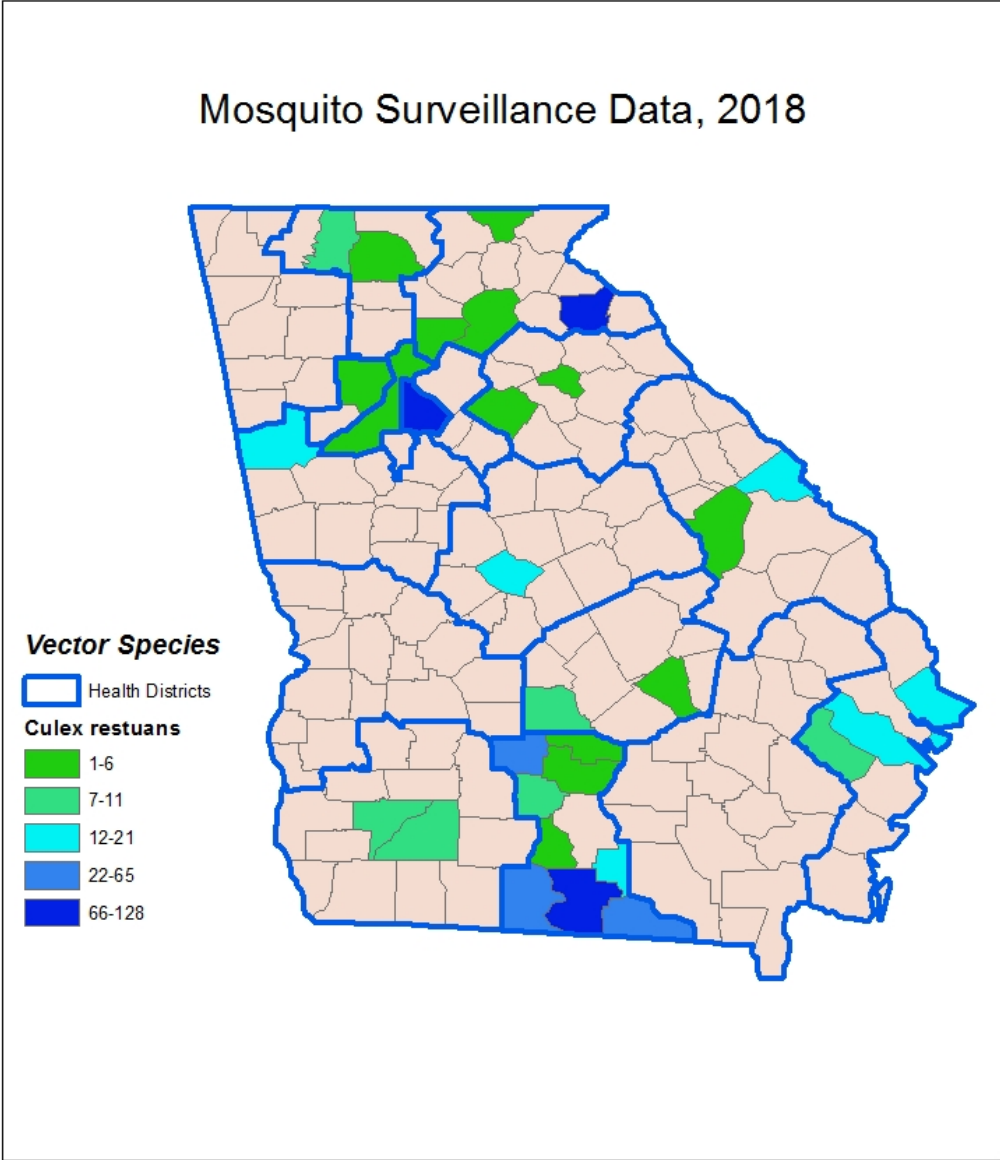 Mosquito Surveillance Data, 2018
Vector Species
Health Districts
Culex restuans
1-6
7-11
12-21
22-65
66-128